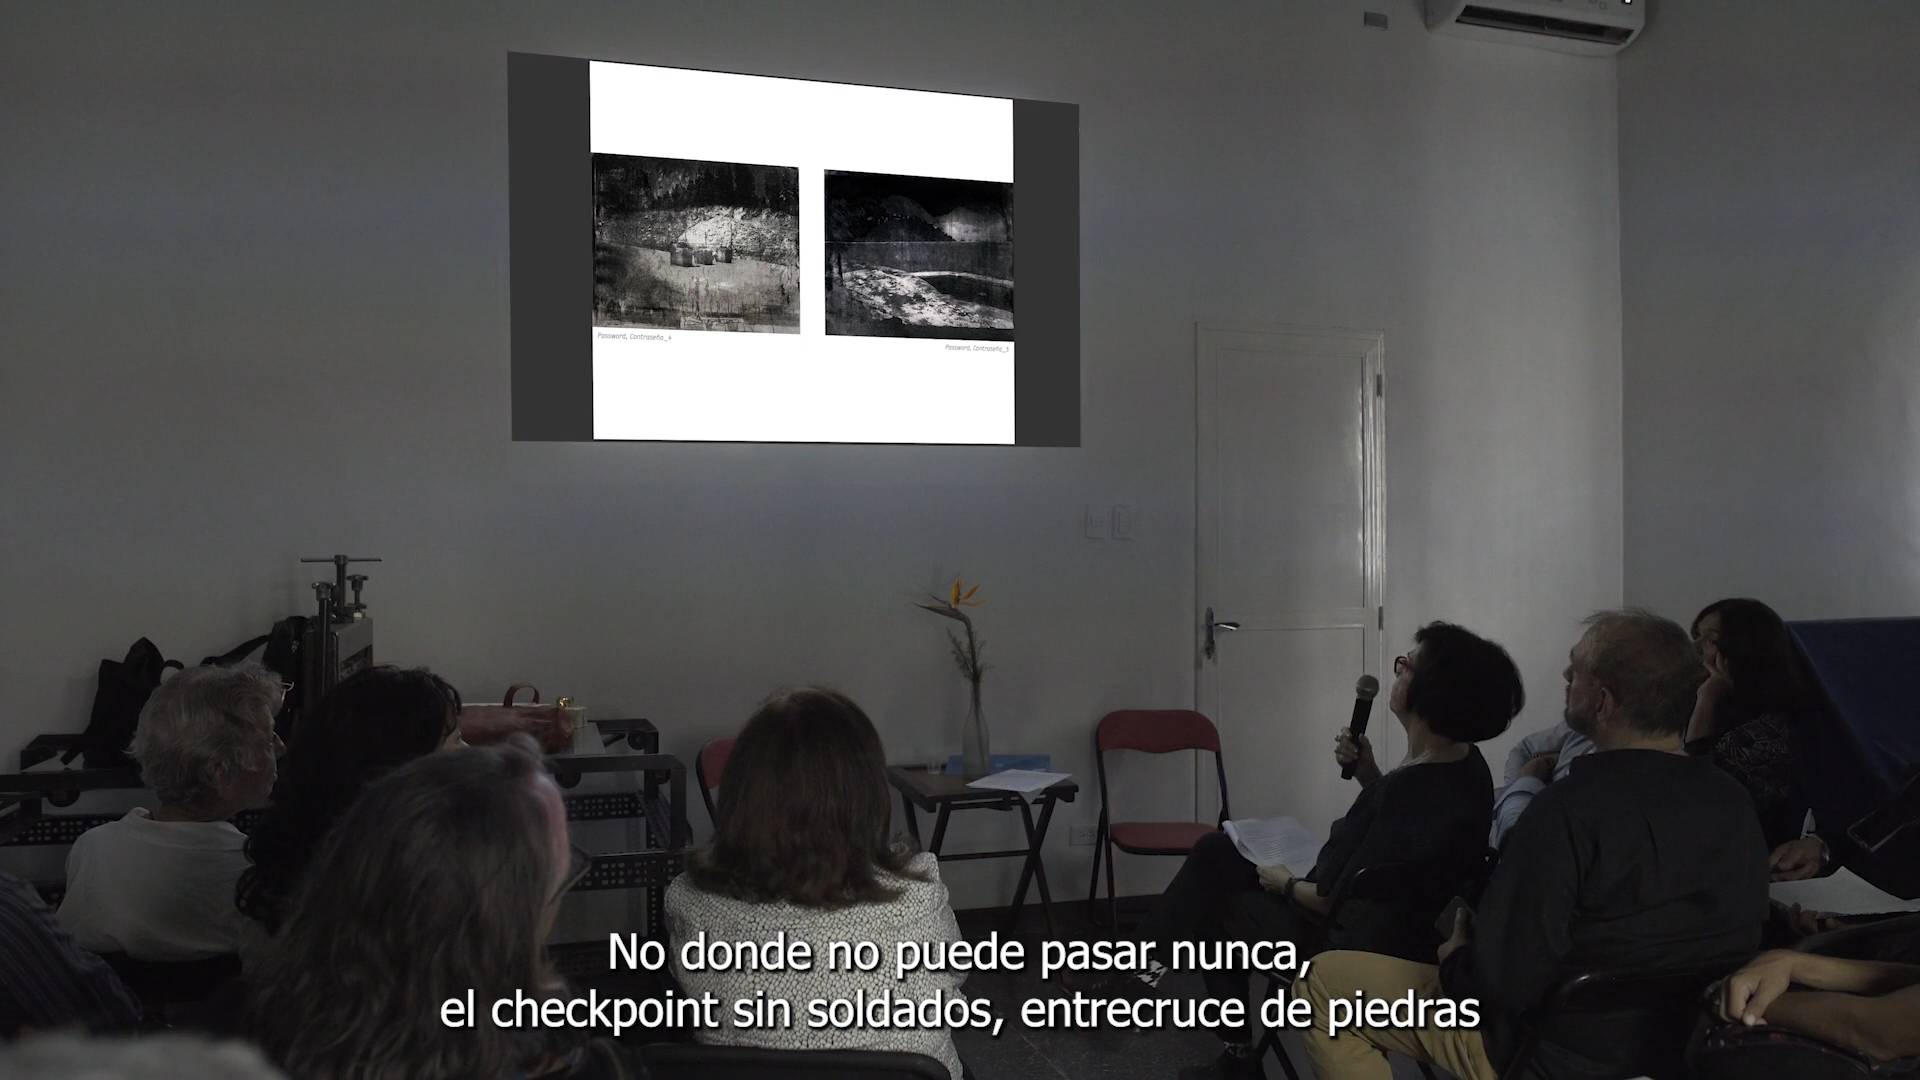 Password, Contraseña_4
Password, Contraseña_5
No donde no puede pasar nunca,
el checkpoint sin soldados, entrecruce de piedras